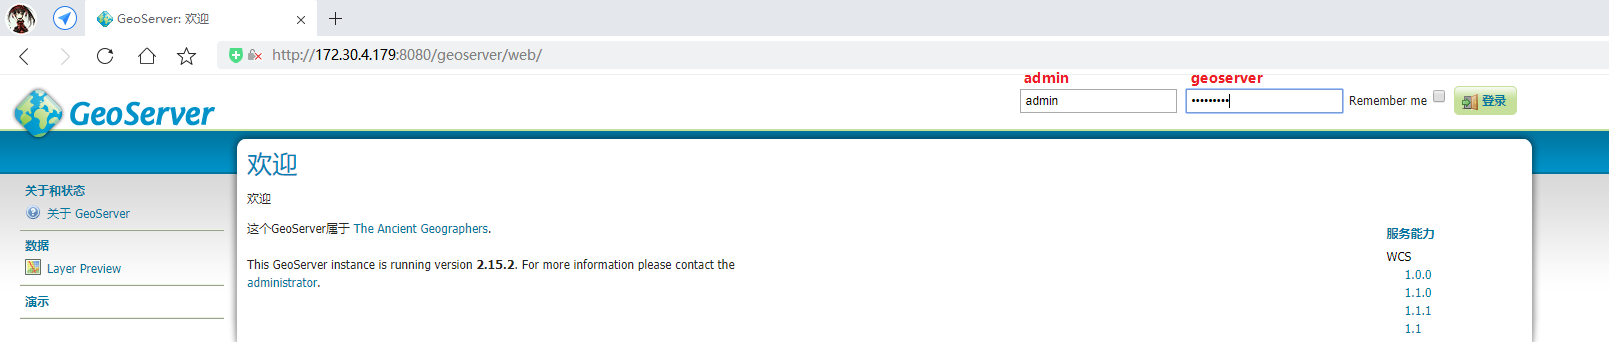 GeoServer: 欢迎
http://172.30.4.179:8080/geoserver/web/
admin geoserver
GeoServer
admin ••••••••• Remember me 登录
欢迎
关于和状态
欢迎
关于 GeoServer
这个GeoServer属于 The Ancient Geographers.
服务能力
数据
WCS
Layer Preview
This GeoServer instance is running version 2.15.2. For more information please contact the
administrator.
1.0.0
1.1.0
演示
1.1.1
1.1